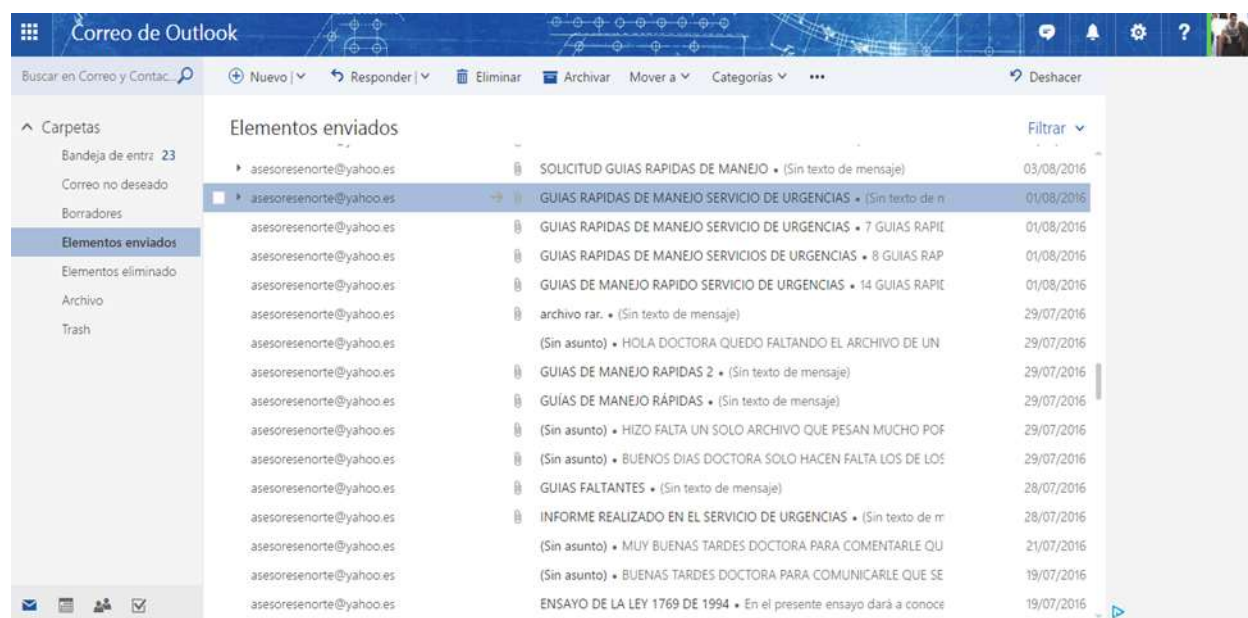 Correo de Outlook
?
Buscar en Correo y Contac...
Nuevo
Responder
Eliminar
Archivar
Mover a
Categorías
Deshacer
Carpetas
Bandeja de entra 23
Correo no deseado
Borradores
Elementos enviados
Elementos eliminado
Archivo
Trash
Elementos enviados
Filtrar
asesoresenorte@yahoo.es SOLICITUD GUIAS RAPIDAS DE MANEJO • (Sin texto de mensaje) 03/08/2016
asesoresenorte@yahoo.es GUIAS RAPIDAS DE MANEJO SERVICIO DE URGENCIAS • (Sin texto de m 01/08/2016
asesoresenorte@yahoo.es GUIAS RAPIDAS DE MANEJO SERVICIO DE URGENCIAS • 7 GUIAS RAPID 01/08/2016
asesoresenorte@yahoo.es GUIAS RAPIDAS DE MANEJO SERVICIOS DE URGENCIAS • 8 GUIAS RAP 01/08/2016
asesoresenorte@yahoo.es GUIAS DE MANEJO RAPIDO SERVICIO DE URGENCIAS • 14 GUIAS RAPID 01/08/2016
asesoresenorte@yahoo.es archivo rar. • (Sin texto de mensaje) 29/07/2016
asesoresenorte@yahoo.es (Sin asunto) • HOLA DOCTORA QUEDO FALTANDO EL ARCHIVO DE UN 29/07/2016
asesoresenorte@yahoo.es GUIAS DE MANEJO RAPIDAS 2 • (Sin texto de mensaje) 29/07/2016
asesoresenorte@yahoo.es GUÍAS DE MANEJO RÁPIDAS • (Sin texto de mensaje) 29/07/2016
asesoresenorte@yahoo.es (Sin asunto) • HIZO FALTA UN SOLO ARCHIVO QUE PESAN MUCHO POR 29/07/2016
asesoresenorte@yahoo.es (Sin asunto) • BUENOS DIAS DOCTORA SOLO HACEN FALTA LOS DE LOS 29/07/2016
asesoresenorte@yahoo.es GUIAS FALTANTES • (Sin texto de mensaje) 28/07/2016
asesoresenorte@yahoo.es INFORME REALIZADO EN EL SERVICIO DE URGENCIAS • (Sin texto de m 28/07/2016
asesoresenorte@yahoo.es (Sin asunto) • MUY BUENAS TARDES DOCTORA PARA COMENTARLE QU 21/07/2016
asesoresenorte@yahoo.es (Sin asunto) • BUENAS TARDES DOCTORA PARA COMUNICARLE QUE SE 19/07/2016
asesoresenorte@yahoo.es ENSAYO DE LA LEY 1769 DE 1994 • En el presente ensayo dará a conoce 19/07/2016